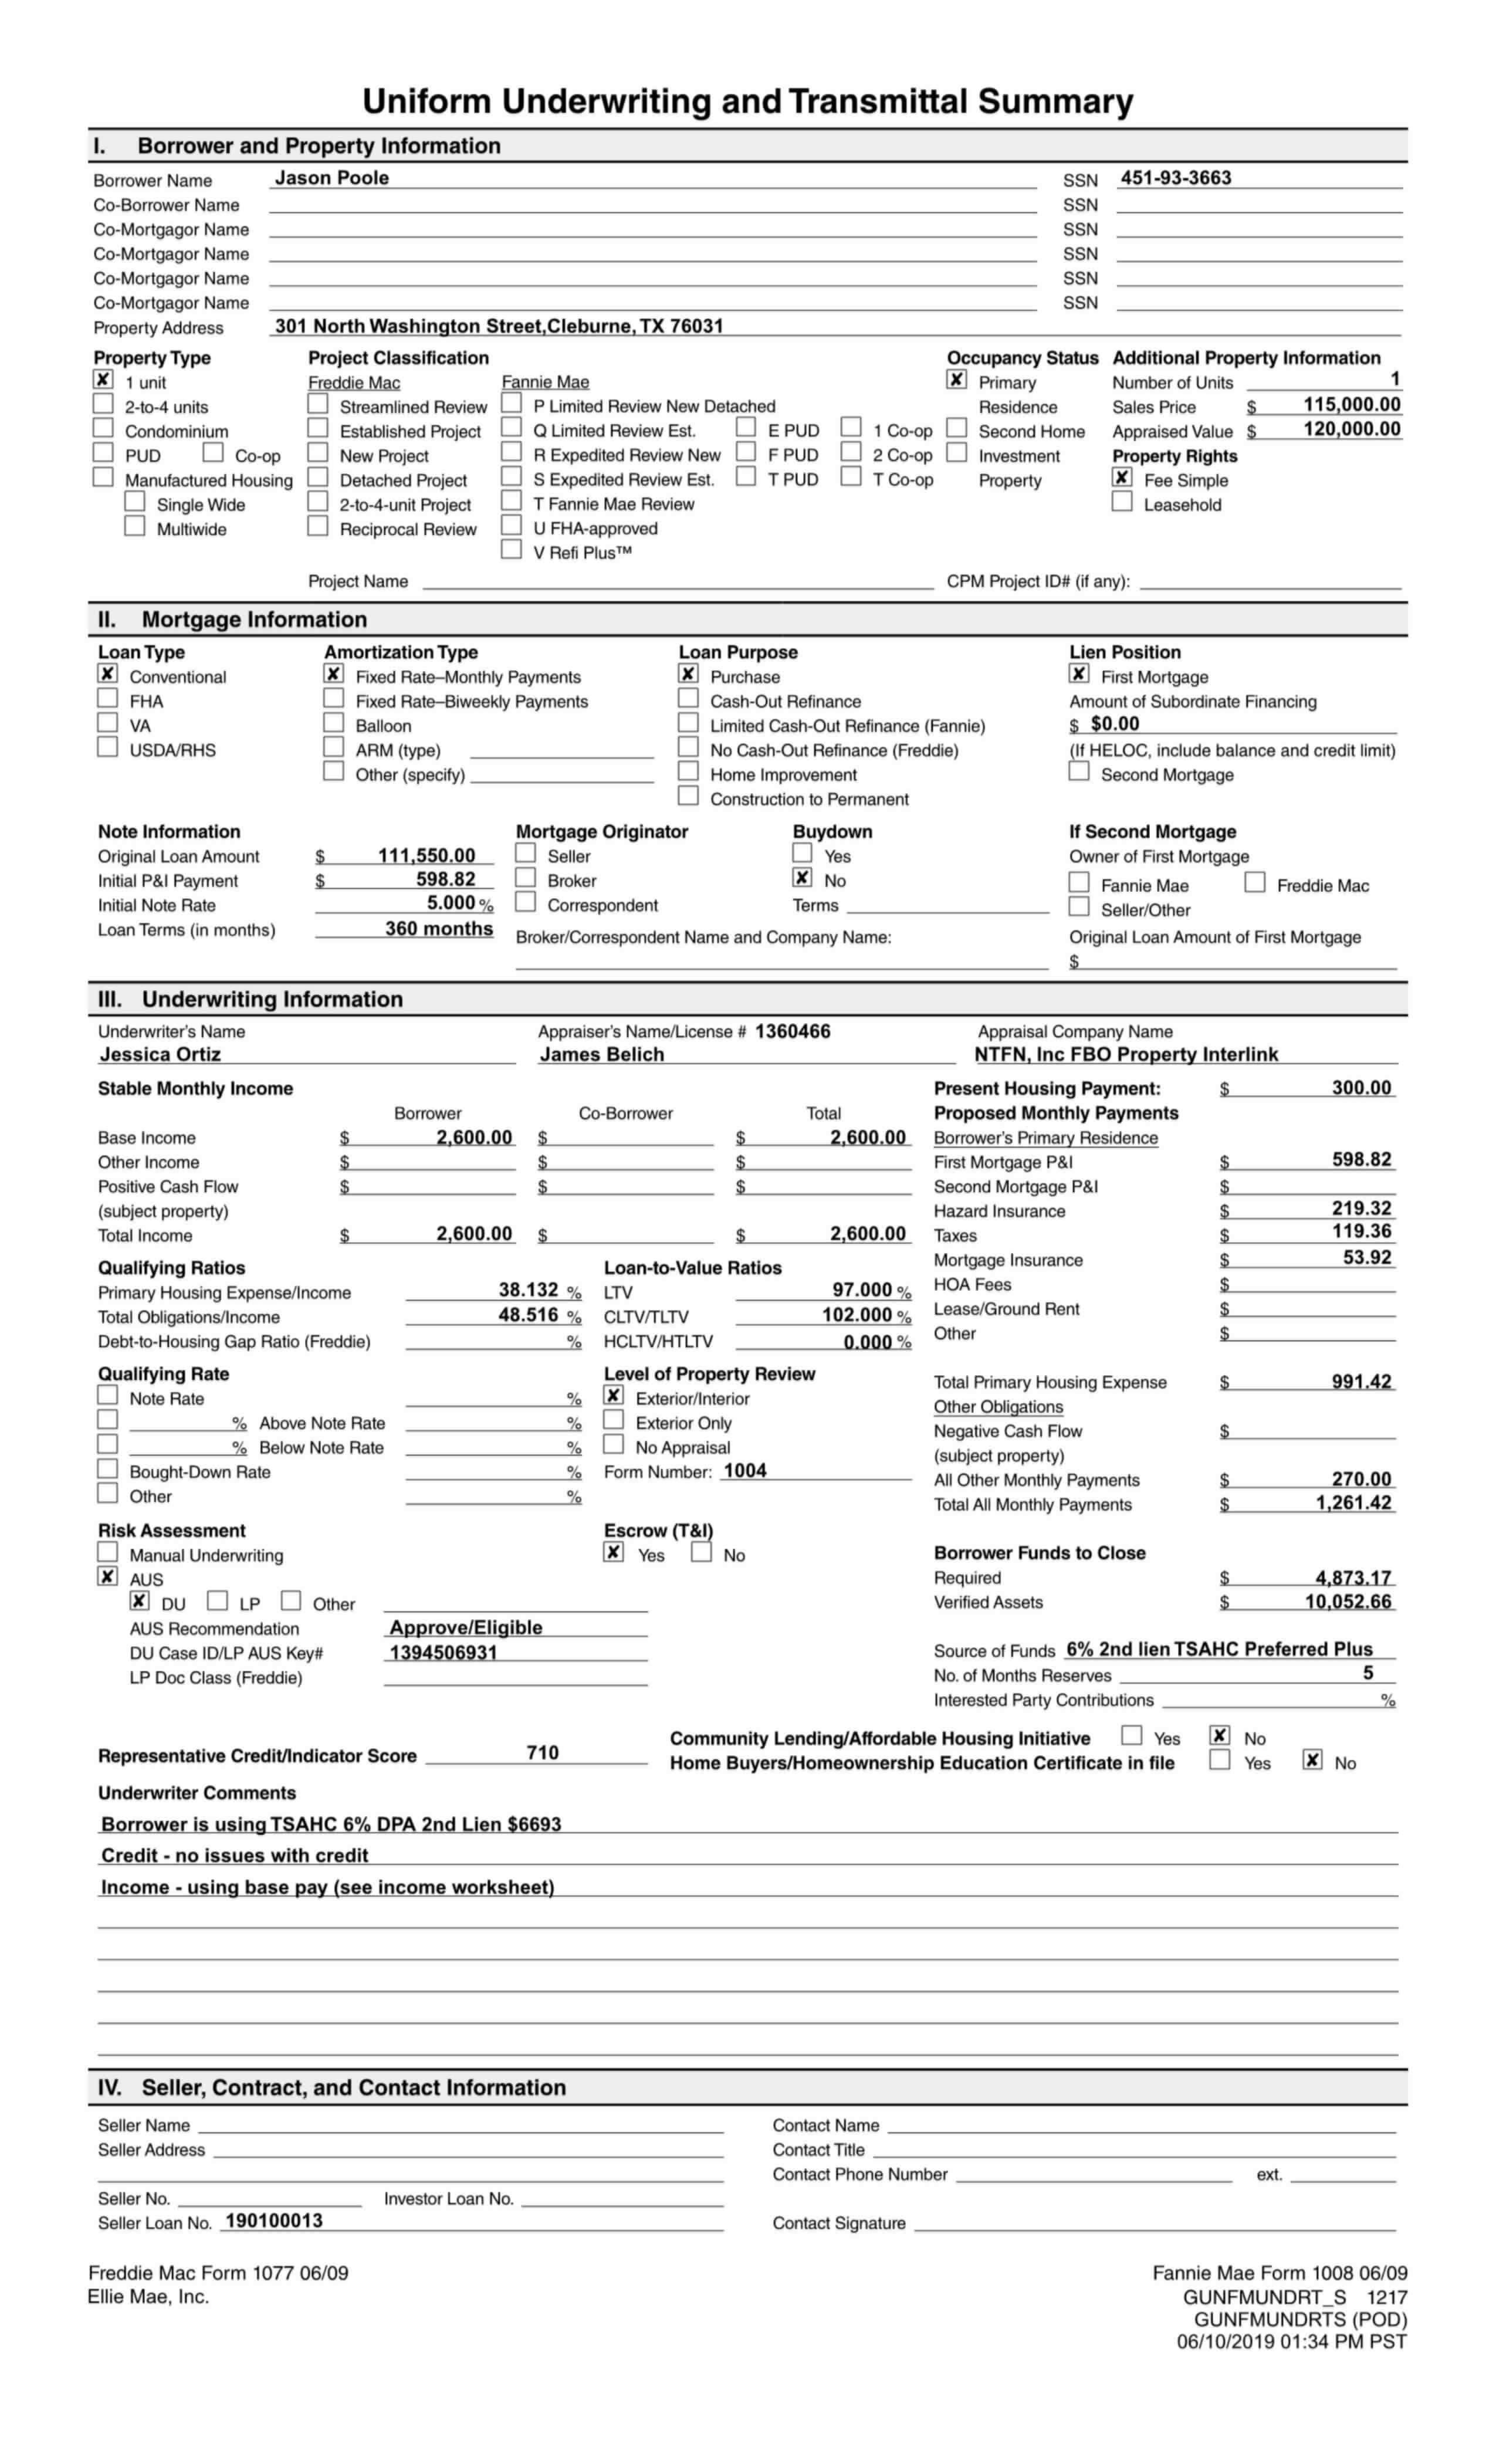 Uniform Underwriting and Transmittal Summary
I. Borrower and Property Information
Borrower Name Jason Poole SSN 451-93-3663
Co-Borrower Name SSN
Co-Mortgagor Name SSN
Co-Mortgagor Name SSN
Co-Mortgagor Name SSN
Co-Mortgagor Name SSN
Property Address 301 North Washington Street,Cleburne, TX 76031
Property Type Project Classification Occupancy Status Additional Property Information
✘ 1 unit Freddie Mac Fannie Mae ✘ Primary Number of Units 1
2-to-4 units Streamlined Review P Limited Review New Detached Residence Sales Price $ 115,000.00
Condominium Established Project Q Limited Review Est. E PUD 1 Co-op Second Home Appraised Value $ 120,000.00
PUD Co-op New Project R Expedited Review New F PUD 2 Co-op Investment Property Rights
Manufactured Housing Detached Project S Expedited Review Est. T PUD T Co-op Property ✘ Fee Simple
Single Wide 2-to-4-unit Project T Fannie Mae Review Leasehold
Multiwide Reciprocal Review U FHA-approved
V Refi Plus™
Project Name CPM Project ID# (if any):
II. Mortgage Information
Loan Type Amortization Type Loan Purpose Lien Position
✘ Conventional ✘ Fixed Rate–Monthly Payments ✘ Purchase ✘ First Mortgage
FHA Fixed Rate–Biweekly Payments Cash-Out Refinance Amount of Subordinate Financing
VA Balloon Limited Cash-Out Refinance (Fannie) $ $0.00
USDA/RHS ARM (type) No Cash-Out Refinance (Freddie) (If HELOC, include balance and credit limit)
Other (specify) Home Improvement Second Mortgage
Construction to Permanent
Note Information Mortgage Originator Buydown If Second Mortgage
Original Loan Amount $ 111,550.00 Seller Yes Owner of First Mortgage
Initial P&I Payment $ 598.82 Broker ✘ No Fannie Mae Freddie Mac
Initial Note Rate 5.000 % Correspondent Terms Seller/Other
Loan Terms (in months) 360 months Broker/Correspondent Name and Company Name: Original Loan Amount of First Mortgage
$
III. Underwriting Information
Underwriter's Name Appraiser's Name/License # 1360466 Appraisal Company Name
Jessica Ortiz James Belich NTFN, Inc FBO Property Interlink
Stable Monthly Income Present Housing Payment: $ 300.00
Borrower Co-Borrower Total Proposed Monthly Payments
Base Income $ 2,600.00 $ $ 2,600.00 Borrower's Primary Residence
Other Income $ $ $ First Mortgage P&I $ 598.82
Positive Cash Flow $ $ $ Second Mortgage P&I $
(subject property) Hazard Insurance $ 219.32
Total Income $ 2,600.00 $ $ 2,600.00 Taxes $ 119.36
Qualifying Ratios Loan-to-Value Ratios Mortgage Insurance $ 53.92
Primary Housing Expense/Income 38.132 % LTV 97.000 % HOA Fees $
Total Obligations/Income 48.516 % CLTV/TLTV 102.000 % Lease/Ground Rent $
Debt-to-Housing Gap Ratio (Freddie) % HCLTV/HTLTV 0.000 % Other $
Qualifying Rate Level of Property Review Total Primary Housing Expense $ 991.42
Note Rate % ✘ Exterior/Interior Other Obligations
% Above Note Rate % Exterior Only Negative Cash Flow $
% Below Note Rate % No Appraisal (subject property)
Bought-Down Rate % Form Number: 1004 All Other Monthly Payments $ 270.00
Other % Total All Monthly Payments $ 1,261.42
Risk Assessment Escrow (T&I)
Manual Underwriting ✘ Yes No Borrower Funds to Close
✘ AUS Required $ 4,873.17
✘ DU LP Other Verified Assets $ 10,052.66
AUS Recommendation Approve/Eligible
DU Case ID/LP AUS Key# 1394506931 Source of Funds 6% 2nd lien TSAHC Preferred Plus
LP Doc Class (Freddie) No. of Months Reserves 5
Interested Party Contributions %
Community Lending/Affordable Housing Initiative Yes ✘ No
Representative Credit/Indicator Score 710 Home Buyers/Homeownership Education Certificate in file Yes ✘ No
Underwriter Comments
Borrower is using TSAHC 6% DPA 2nd Lien $6693
Credit - no issues with credit
Income - using base pay (see income worksheet)
IV. Seller, Contract, and Contact Information
Seller Name Contact Name
Seller Address Contact Title
Contact Phone Number ext.
Seller No. Investor Loan No.
Seller Loan No. 190100013 Contact Signature
Freddie Mac Form 1077 06/09 Fannie Mae Form 1008 06/09
Ellie Mae, Inc. GUNFMUNDRT_S 1217
GUNFMUNDRTS (POD)
06/10/2019 01:34 PM PST